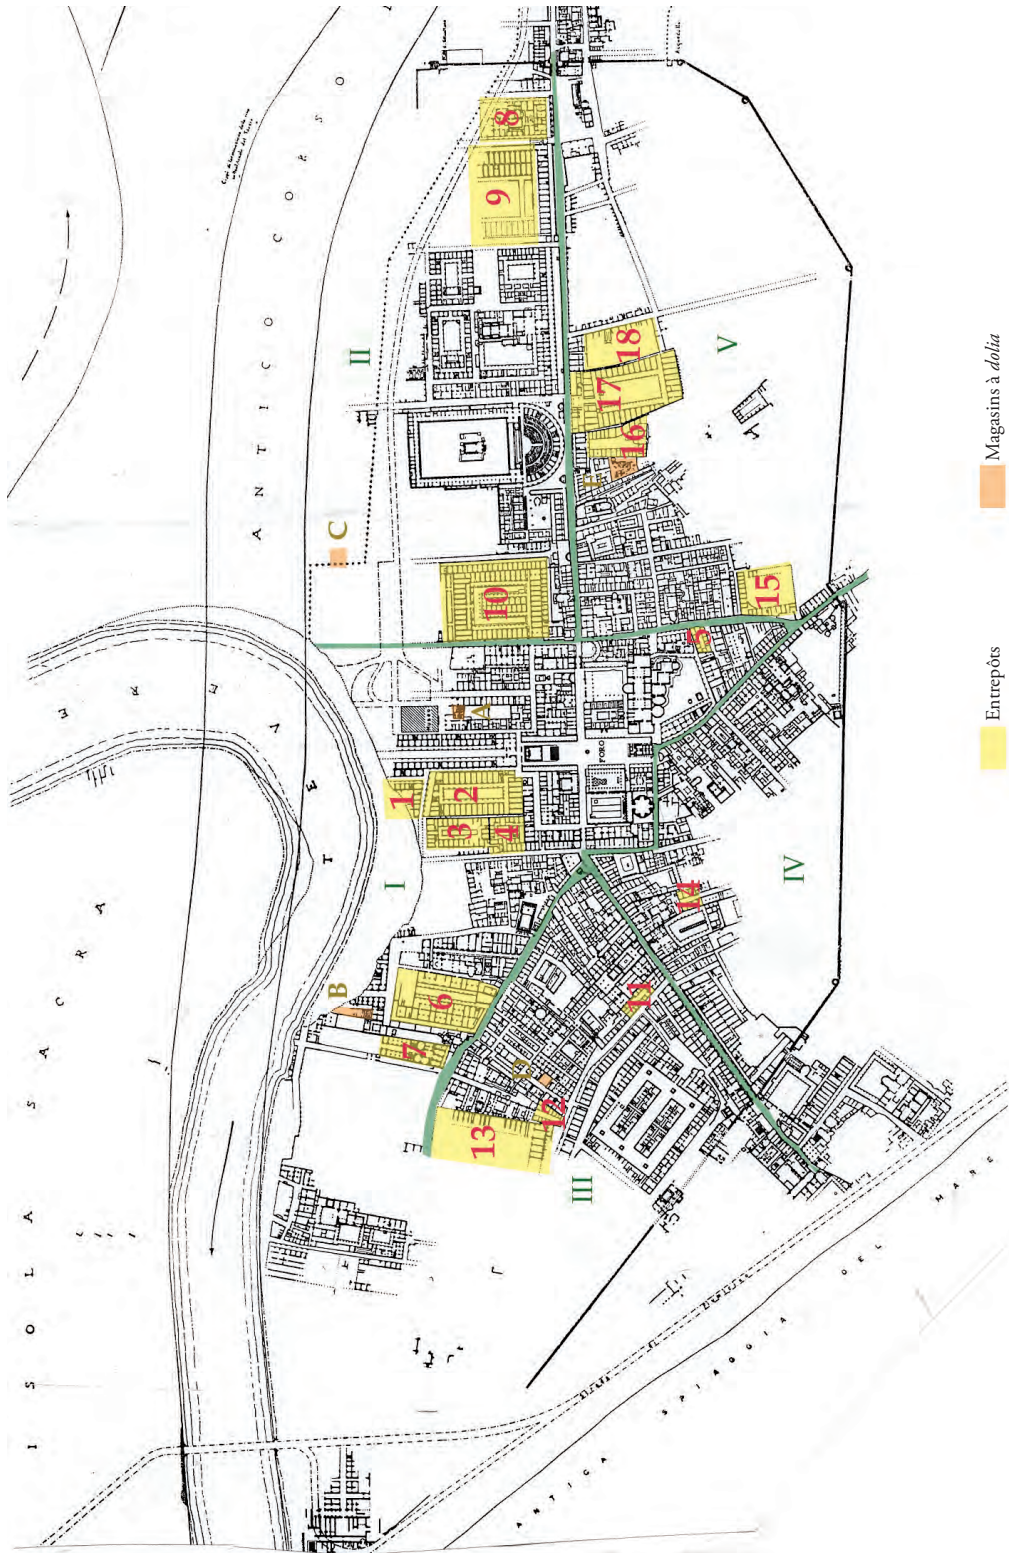 ISOLA SACRA
TEVERE
ANTICO CORSO
II
C
8
9
10
18
17
16
V
15
5
A
1
2
3
4
I
FORO
B
6
7
14
IV
11
12
13
III
ANTICA SPIAGGIA DEL MARE
Entrepôts
Magasins à dolia